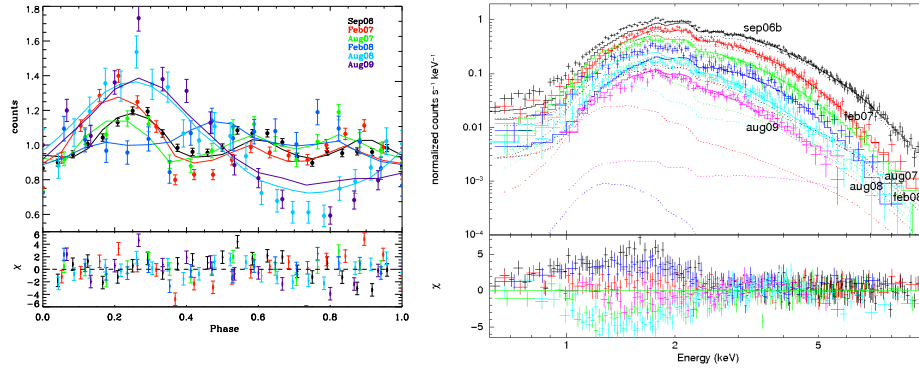 Sep06
Feb07
Aug07
Feb08
Aug08
Aug09
1.8
1.6
1.4
1.2
1.0
0.8
0.6
counts
6
4
2
0
-2
-4
-6
χ
0.0
0.2
0.4
0.6
0.8
1.0
Phase
1
0.1
0.01
10⁻³
10⁻⁴
normalized counts s⁻¹ keV⁻¹
sep06b
feb07
aug09
aug07
aug08
feb08
5
0
−5
χ
1
2
5
Energy (keV)